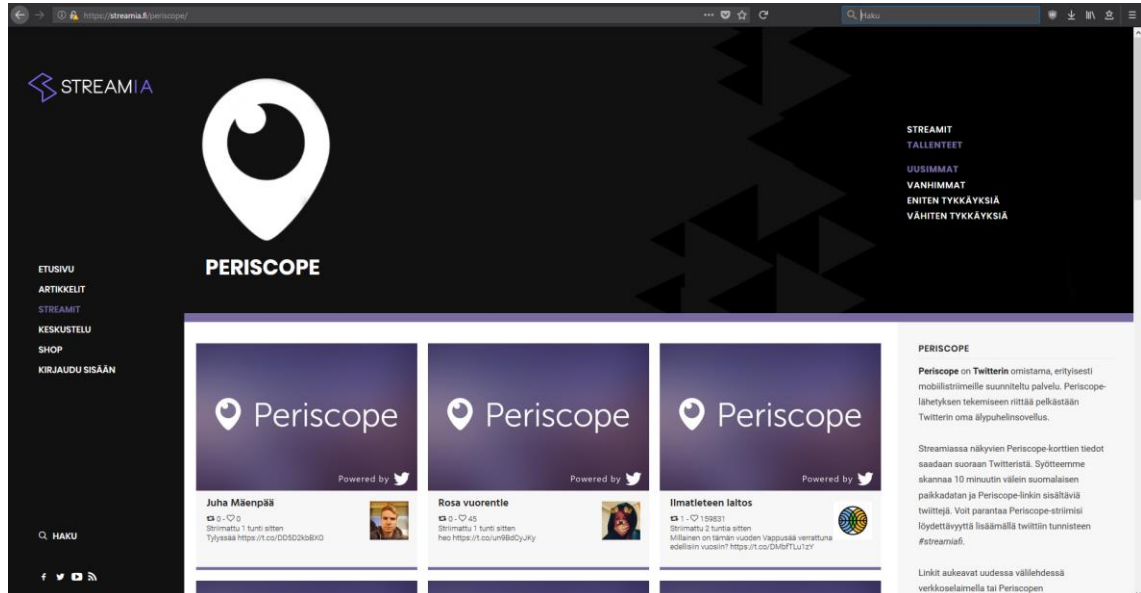 https://streamia.fi/periscope/
Haku
STREAMIA
PERISCOPE
ETUSIVU
ARTIKKELIT
STREAMIT
KESKUSTELU
SHOP
KIRJAUDU SISÄÄN
HAKU
STREAMIT
TALLENTEET
UUSIMMAT
VANHIMMAT
ENITEN TYKKÄYKSIÄ
VÄHITEN TYKKÄYKSIÄ
Periscope
Powered by
Juha Mäenpää
0 - 0
Striimattu 1 tunti sitten
Tylyssää https://t.co/DD5D2kbBX0
Periscope
Powered by
Rosa vuorentie
0 - 45
Striimattu 1 tunti sitten
heo https://t.co/un9BdCyJKy
Periscope
Powered by
Ilmatieteen laitos
1 - 159831
Striimattu 2 tuntia sitten
Millainen on tämän vuoden Vappusää verrattuna
edellisiin vuosiin? https://t.co/DMbfTLu1zY
PERISCOPE
Periscope on Twitterin omistama, erityisesti
mobiilistriimeille suunniteltu palvelu. Periscope-
lähetyksen tekemiseen riittää pelkästään
Twitterin oma älypuhelinsovellus.
Streamiassa näkyvien Periscope-korttien tiedot
saadaan suoraan Twitteristä. Syötteemme
skannaa 10 minuutin välein suomalaisen
paikkadatan ja Periscope-linkin sisältäviä
twiittejä. Voit parantaa Periscope-striimisi
löydettävyyttä lisäämällä twiittiin tunnisteen
#streamiafi.
Linkit aukeavat uudessa välilehdessä
verkkoselaimella tai Periscopen